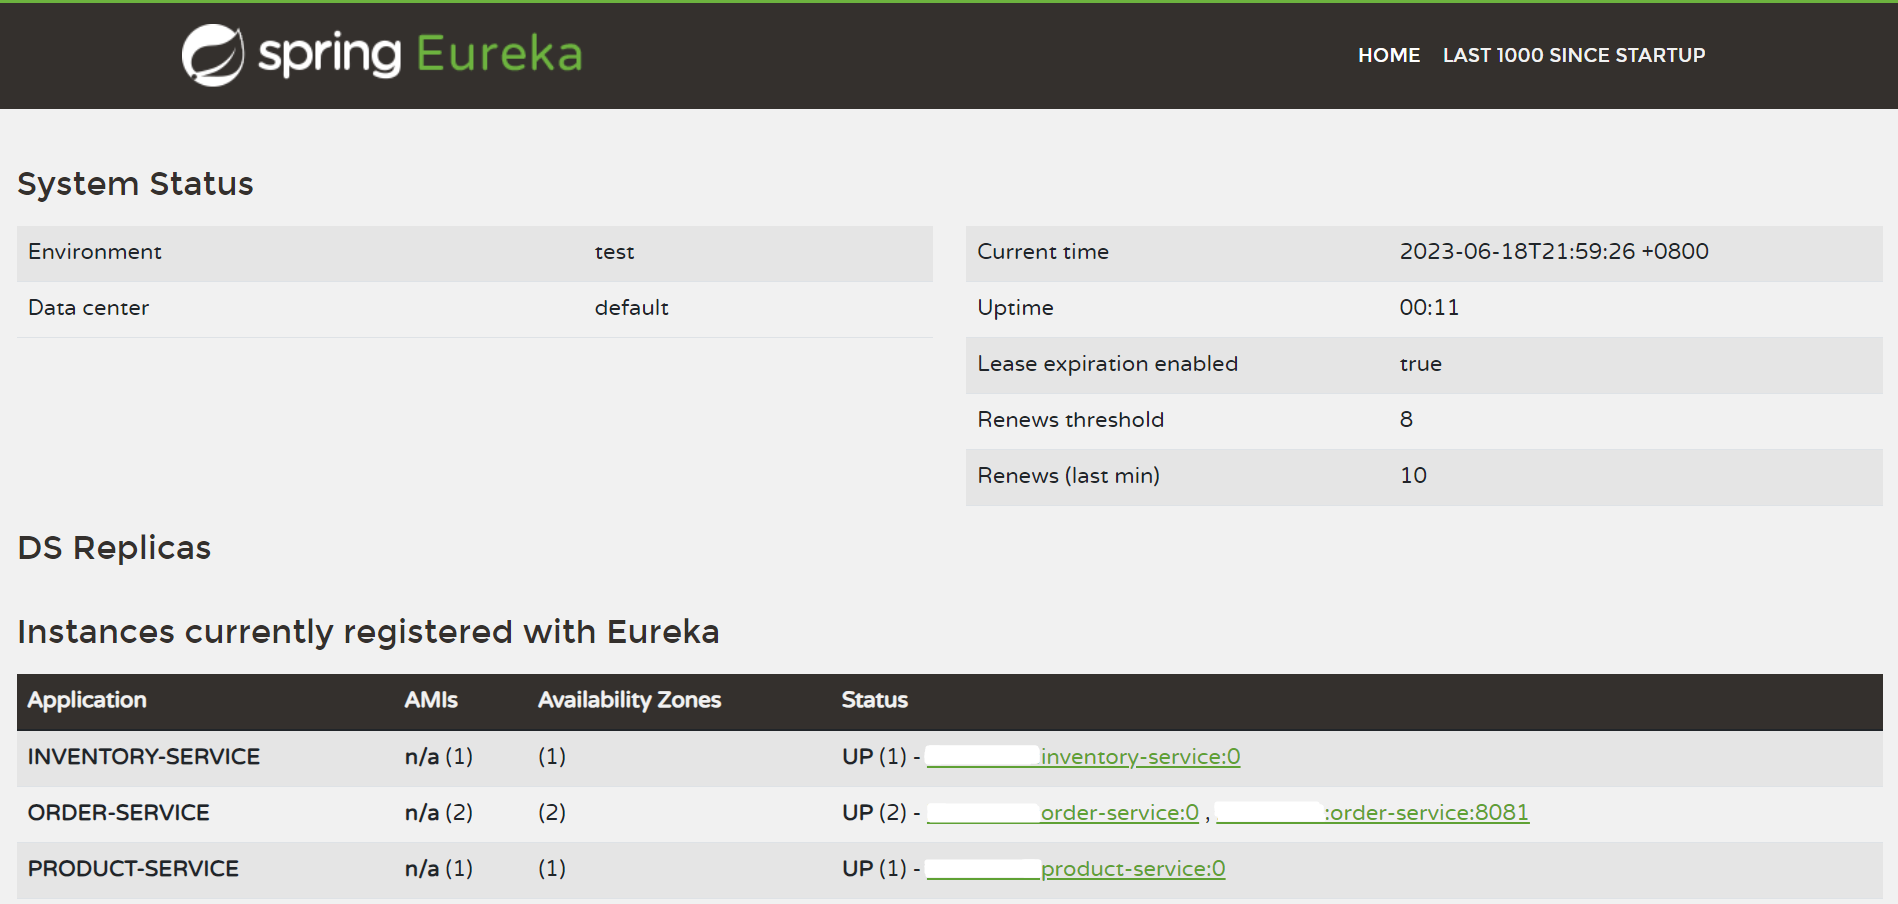 spring Eureka
HOME LAST 1000 SINCE STARTUP
System Status
Environment test
Data center default
Current time 2023-06-18T21:59:26 +0800
Uptime 00:11
Lease expiration enabled true
Renews threshold 8
Renews (last min) 10
DS Replicas
Instances currently registered with Eureka
Application AMIs Availability Zones Status
INVENTORY-SERVICE n/a (1) (1) UP (1) - inventory-service:0
ORDER-SERVICE n/a (2) (2) UP (2) - order-service:0 , :order-service:8081
PRODUCT-SERVICE n/a (1) (1) UP (1) - product-service:0